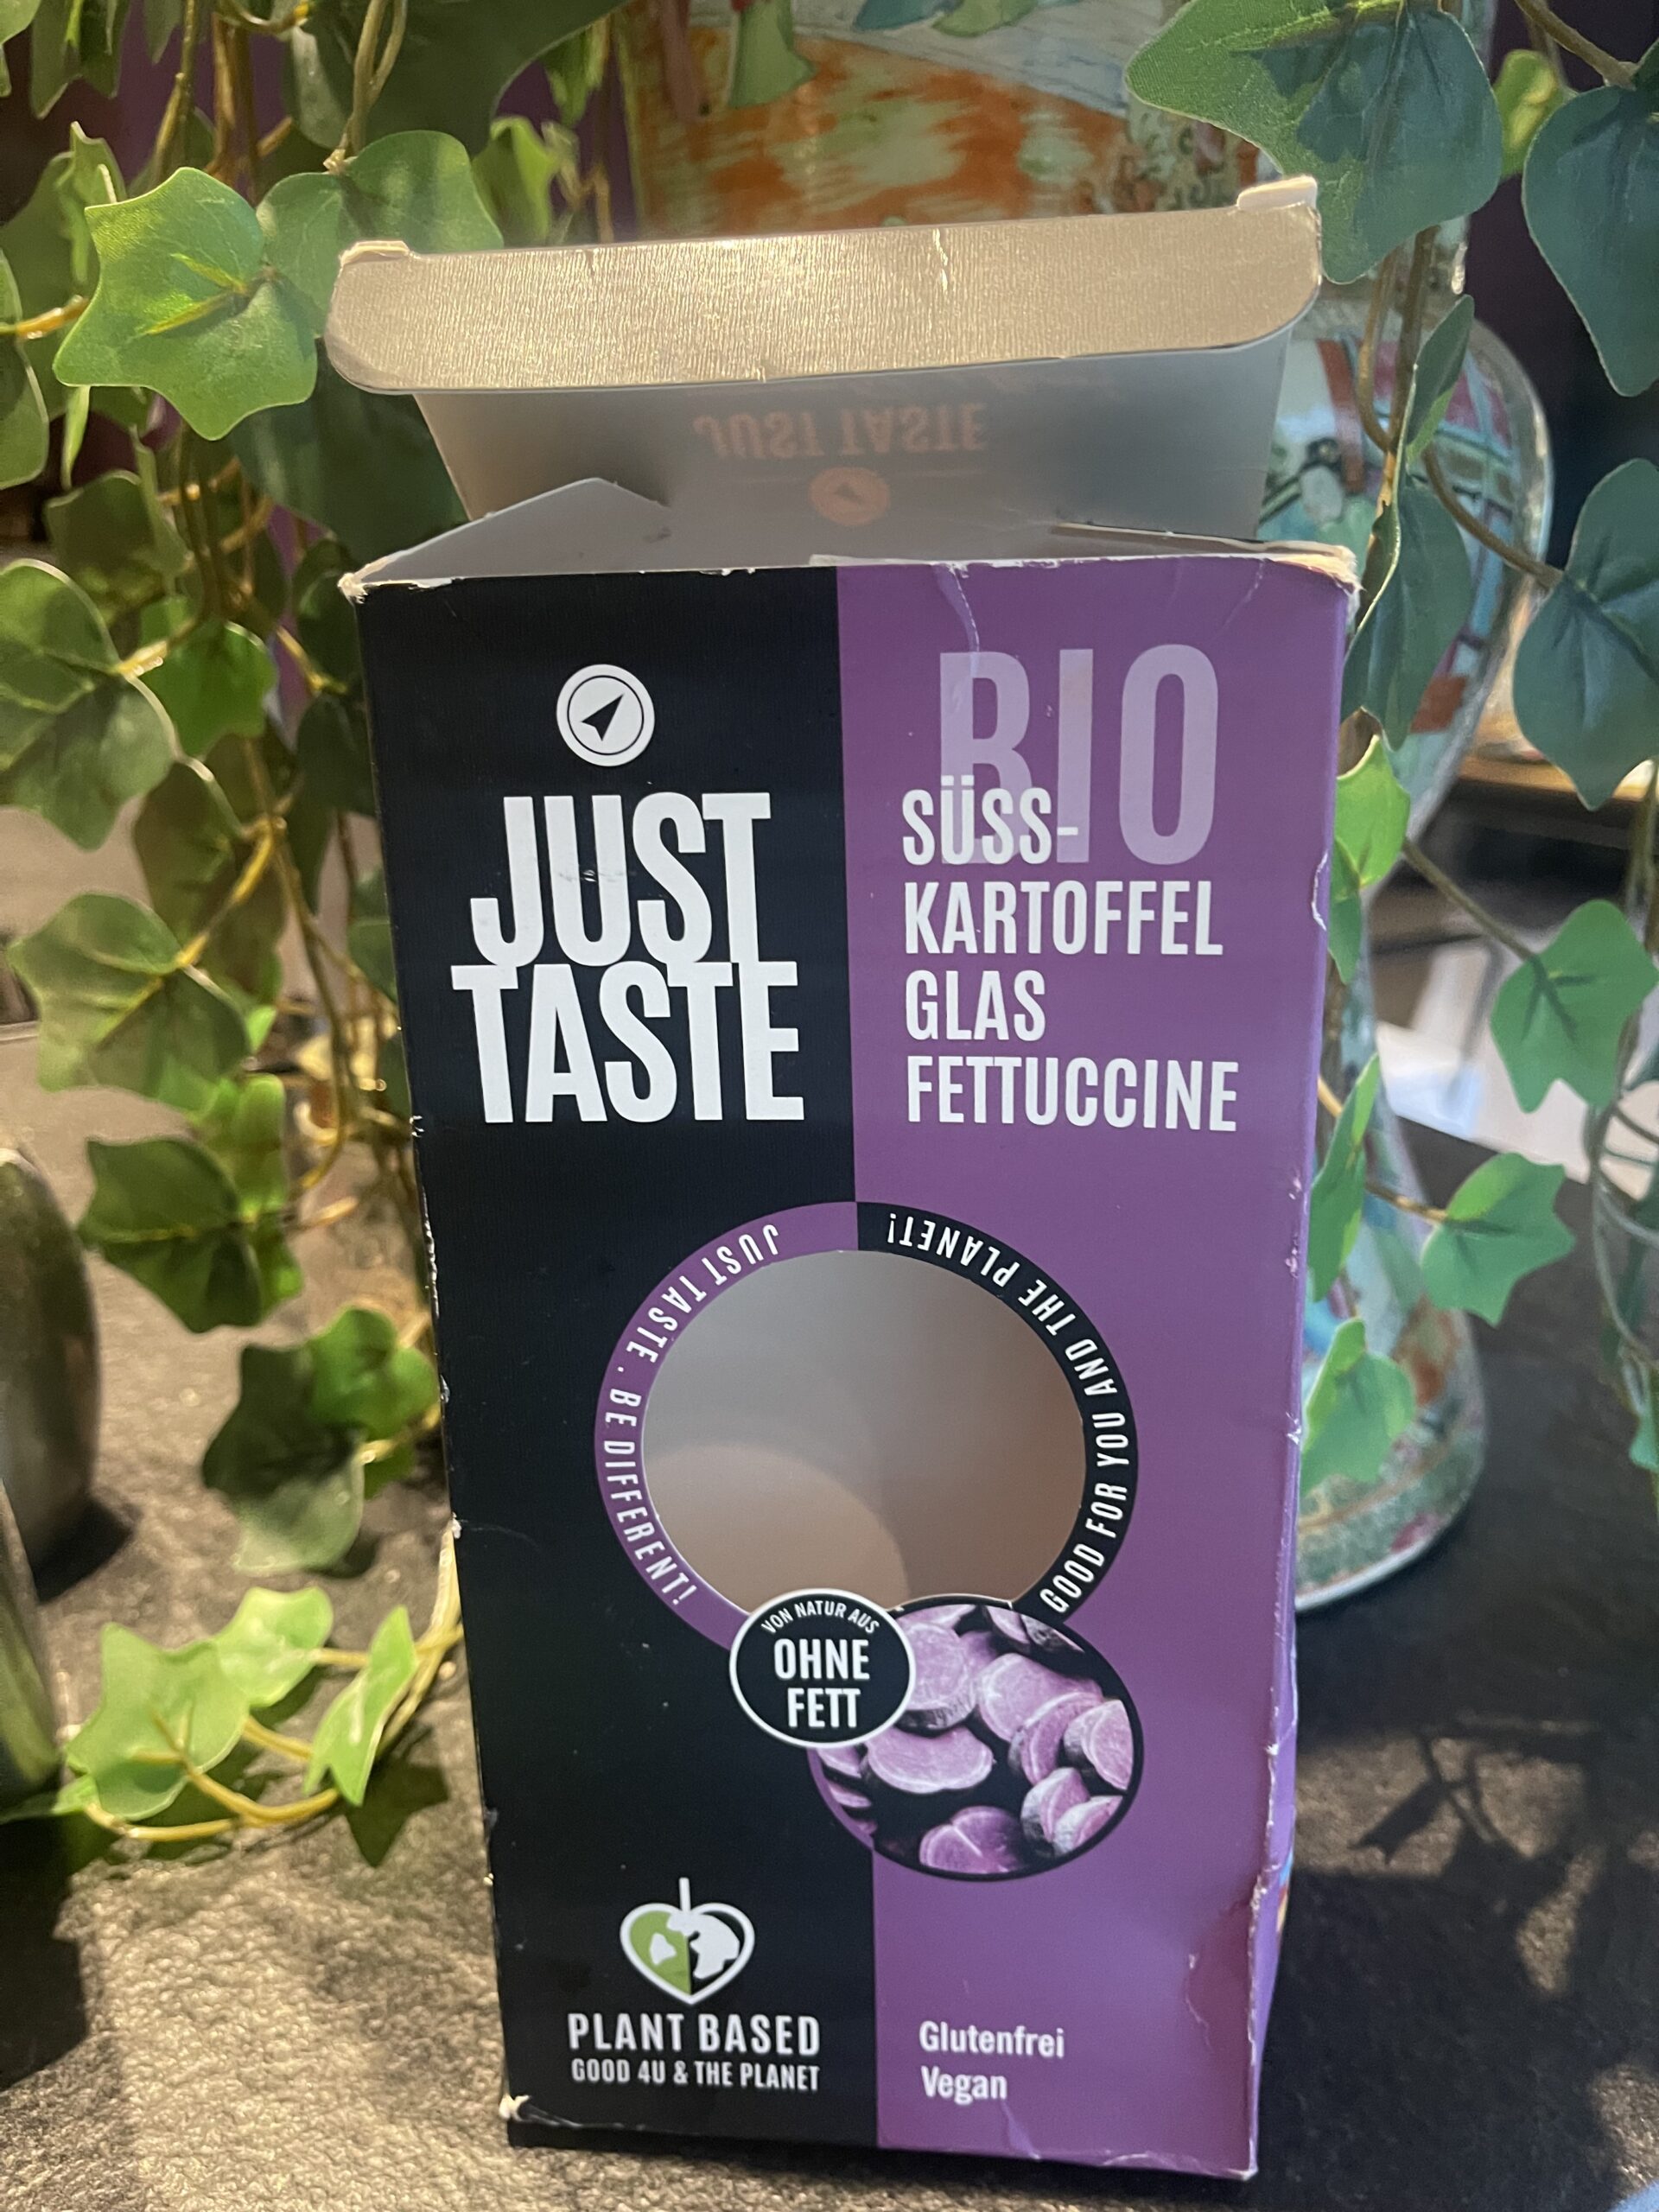 JUST TASTE
JUST
TASTE
BIO
SÜSS-
KARTOFFEL
GLAS
FETTUCCINE
JUST TASTE. BE DIFFERENT!
GOOD FOR YOU AND THE PLANET!
VON NATUR AUS
OHNE
FETT
PLANT BASED
GOOD 4U & THE PLANET
Glutenfrei
Vegan